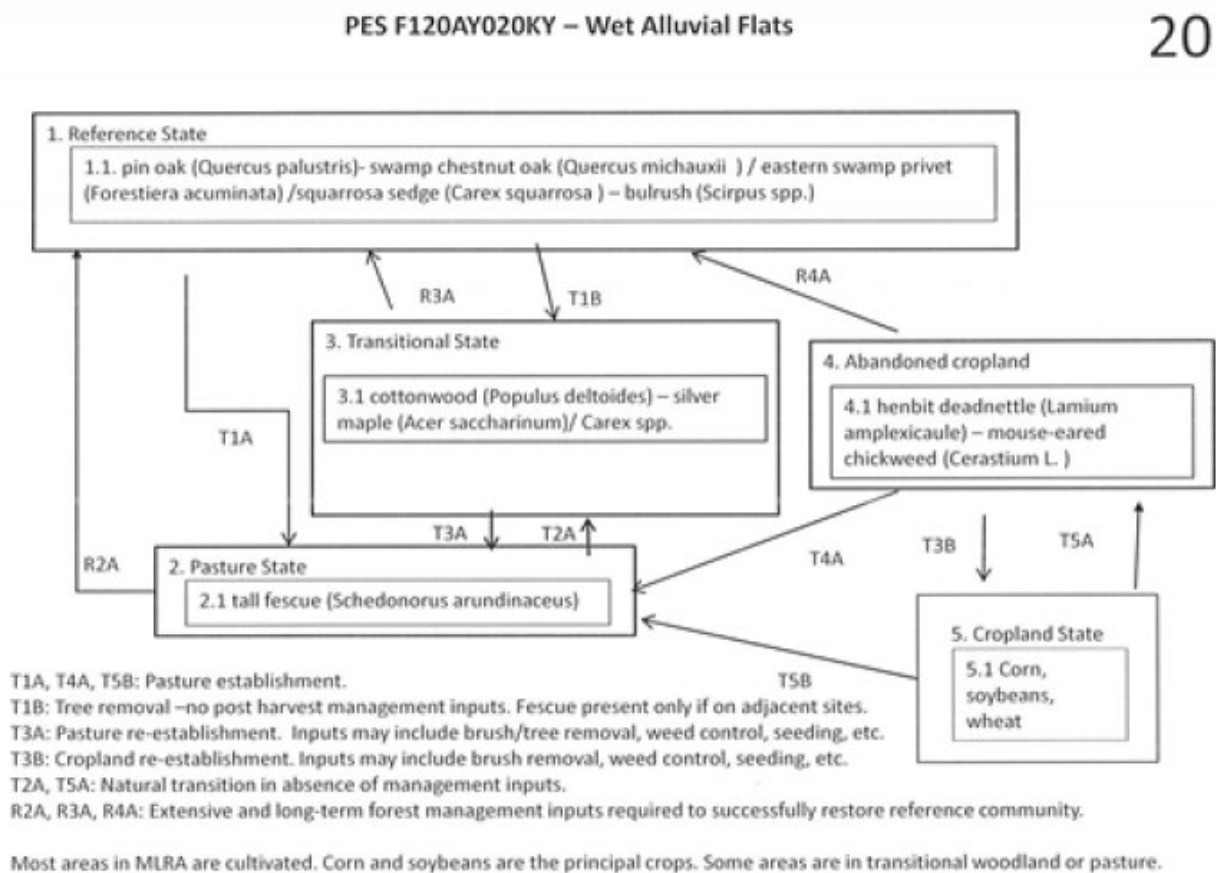 PES F120AY020KY – Wet Alluvial Flats
20
1. Reference State
1.1. pin oak (Quercus palustris)- swamp chestnut oak (Quercus michauxii ) / eastern swamp privet
(Forestiera acuminata) /squarrosa sedge (Carex squarrosa ) – bulrush (Scirpus spp.)
R3A
T1B
R4A
3. Transitional State
3.1 cottonwood (Populus deltoides) – silver
maple (Acer saccharinum)/ Carex spp.
4. Abandoned cropland
4.1 henbit deadnettle (Lamium
amplexicaule) – mouse-eared
chickweed (Cerastium L. )
T1A
T3A
T2A
T4A
T3B
T5A
R2A
2. Pasture State
2.1 tall fescue (Schedonorus arundinaceus)
5. Cropland State
5.1 Corn,
soybeans,
wheat
T5B
T1A, T4A, T5B: Pasture establishment.
T1B: Tree removal –no post harvest management inputs. Fescue present only if on adjacent sites.
T3A: Pasture re-establishment. Inputs may include brush/tree removal, weed control, seeding, etc.
T3B: Cropland re-establishment. Inputs may include brush removal, weed control, seeding, etc.
T2A, T5A: Natural transition in absence of management inputs.
R2A, R3A, R4A: Extensive and long-term forest management inputs required to successfully restore reference community.
Most areas in MLRA are cultivated. Corn and soybeans are the principal crops. Some areas are in transitional woodland or pasture.